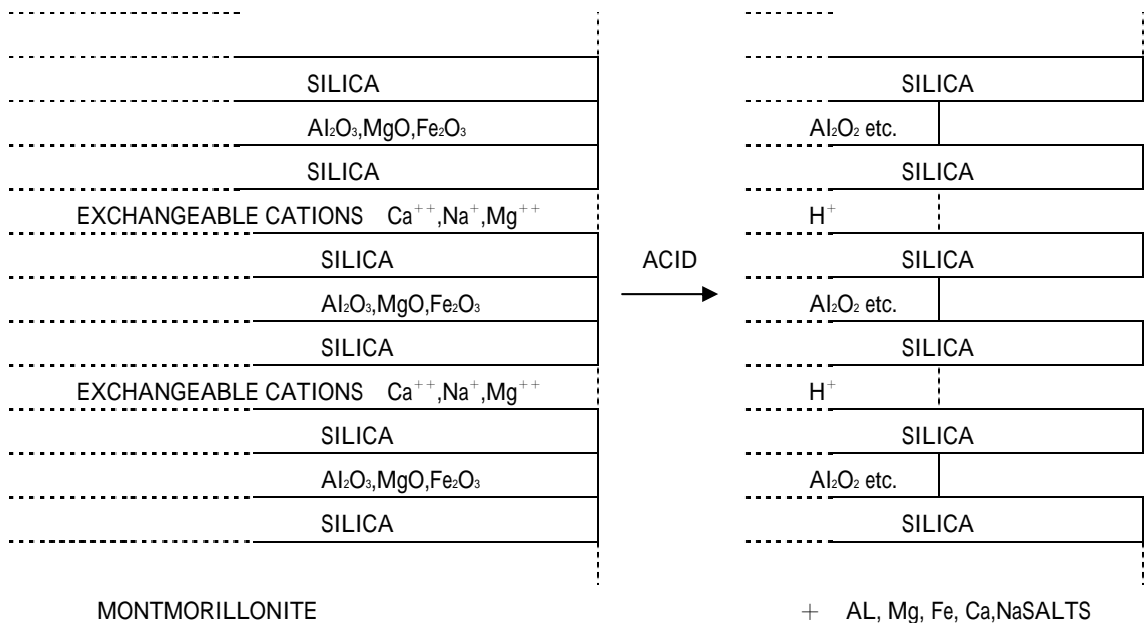 SILICA
Al₂O₃,MgO,Fe₂O₃
SILICA
EXCHANGEABLE CATIONS Ca⁺⁺,Na⁺,Mg⁺⁺
SILICA
Al₂O₃,MgO,Fe₂O₃
SILICA
EXCHANGEABLE CATIONS Ca⁺⁺,Na⁺,Mg⁺⁺
SILICA
Al₂O₃,MgO,Fe₂O₃
SILICA
MONTMORILLONITE
ACID
SILICA
Al₂O₂ etc.
SILICA
H⁺
SILICA
Al₂O₂ etc.
SILICA
H⁺
SILICA
Al₂O₂ etc.
SILICA
+ AL, Mg, Fe, Ca,NaSALTS